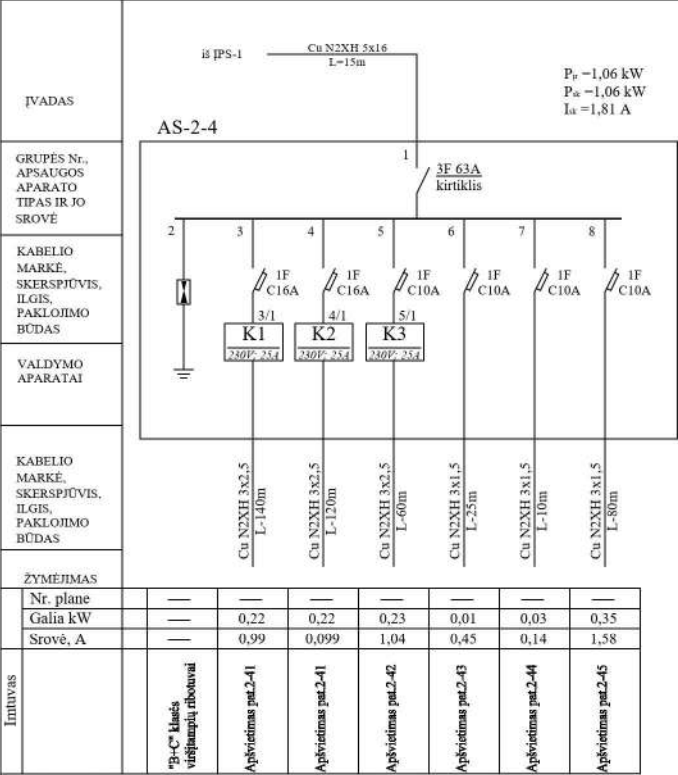 iš ĮPS-1
Cu N2XH 5x16
L=15m
Pįr =1,06 kW
Psk =1,06 kW
Isk =1,81 A
ĮVADAS
AS-2-4
GRUPĖS Nr.,
APSAUGOS
APARATO
TIPAS IR JO
SROVĖ
1
3F 63A
kirtiklis
2 3 4 5 6 7 8
KABELIO
MARKĖ,
SKERSPJŪVIS,
ILGIS,
PAKLOJIMO
BŪDAS
1F 1F 1F 1F 1F 1F
C16A C16A C10A C10A C10A C10A
3/1 4/1 5/1
K1 K2 K3
230V; 25A 230V; 25A 230V; 25A
VALDYMO
APARATAI
KABELIO
MARKĖ,
SKERSPJŪVIS,
ILGIS,
PAKLOJIMO
BŪDAS
Cu N2XH 3x2,5
L-140m
Cu N2XH 3x2,5
L-120m
Cu N2XH 3x2,5
L-60m
Cu N2XH 3x1,5
L-25m
Cu N2XH 3x1,5
L-10m
Cu N2XH 3x1,5
L-80m
ŽYMĖJIMAS
Nr. plane — — — — — — —
Galia kW — 0,22 0,22 0,23 0,01 0,03 0,35
Srovė, A — 0,99 0,099 1,04 0,45 0,14 1,58
Imtuvas
"B+C" klasės
viršįtampių ribotuvai
Apšvietimas pat.2-41
Apšvietimas pat.2-41
Apšvietimas pat.2-42
Apšvietimas pat.2-43
Apšvietimas pat.2-44
Apšvietimas pat.2-45